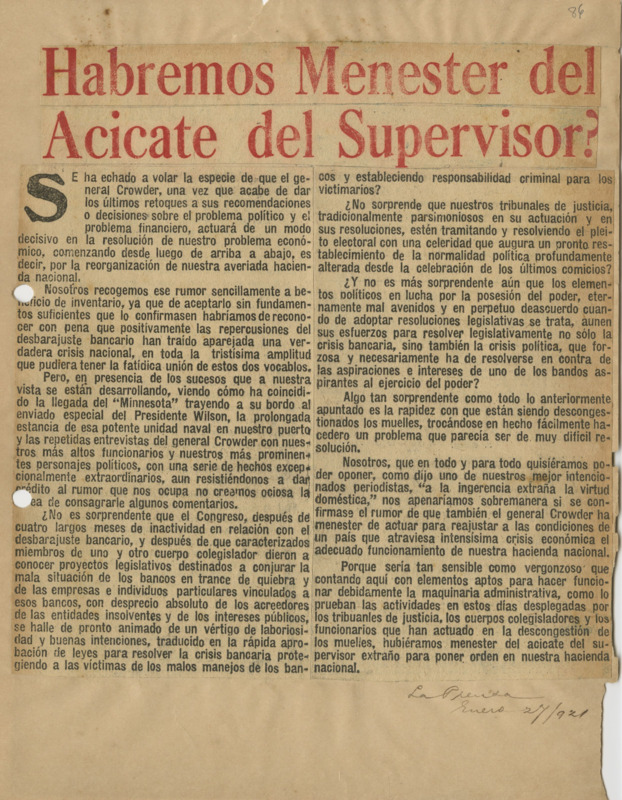 86
Habremos Menester del
Acicate del Supervisor?
SE ha echado a volar la especie de que el ge-
neral Crowder, una vez que acabe de dar
los últimos retoques a sus recomendaciones
o decisiones sobre el problema político y el
problema financiero, actuará de un modo
decisivo en la resolución de nuestro problema econó-
mico, comenzando desde luego de arriba a abajo, es
decir, por la reorganización de nuestra averiada hacien-
da nacional.
Nosotros recogemos ese rumor sencillamente a be-
neficio de inventario, ya que de aceptarlo sin fundamen-
tos suficientes que lo confirmasen habríamos de recono-
cer con pena que positivamente las repercusiones del
desbarajuste bancario han traído aparejada una ver-
dadera crisis nacional, en toda la tristísima amplitud
que pudiera tener la fatídica unión de estos dos vocablos.
Pero, en presencia de los sucesos que a nuestra
vista se están desarrollando, viendo cómo ha coincidi-
do la llegada del "Minnesota" trayendo a su bordo al
enviado especial del Presidente Wilson, la prolongada
estancia de esa potente unidad naval en nuestro puerto
y las repetidas entrevistas del general Crowder con nues-
tros más altos funcionarios y nuestros más prominen-
tes personajes políticos, con una serie de hechos excep-
cionalmente extraordinarios, aun resistiéndonos a dar
crédito al rumor que nos ocupa no creemos ociosa la
tarea de consagrarle algunos comentarios.
¿No es sorprendente que el Congreso, después de
cuatro largos meses de inactividad en relación con el
desbarajuste bancario, y después de que caracterizados
miembros de uno y otro cuerpo colegislador dieron a
conocer proyectos legislativos destinados a conjurar la
mala situación de los bancos en trance de quiebra y
de las empresas e individuos particulares vinculados a
esos bancos, con desprecio absoluto de los acreedores
de las entidades insolventes y de los intereses públicos,
se halle de pronto animado de un vértigo de laboriosi-
dad y buenas intenciones, traducido en la rápida apro-
bación de leyes para resolver la crisis bancaria prote-
giendo a las víctimas de los malos manejos de los ban-
cos y estableciendo responsabilidad criminal para los
victimarios?
¿No sorprende que nuestros tribunales de justicia,
tradicionalmente parsimoniosos en su actuación y en
sus resoluciones, estén tramitando y resolviendo el plei-
to electoral con una celeridad que augura un pronto res-
tablecimiento de la normalidad política profundamente
alterada desde la celebración de los últimos comicios?
¿Y no es más sorprendente aún que los elemen-
tos políticos en lucha por la posesión del poder, eter-
namente mal avenidos y en perpetuo deascuerdo cuan-
do de adoptar resoluciones legislativas se trata, aunen
sus esfuerzos para resolver legislativamente no sólo la
crisis bancaria, sino también la crisis política, que for-
zosa y necesariamente ha de resolverse en contra de
las aspiraciones e intereses de uno de los bandos as-
pirantes al ejercicio del poder?
Algo tan sorprendente como todo lo anteriormente
apuntado es la rapidez con que están siendo desconges-
tionados los muelles, trocándose en hecho fácilmente ha-
cedero un problema que parecía ser de muy difícil re-
solución.
Nosotros, que en todo y para todo quisiéramos po-
der oponer, como dijo uno de nuestros mejor intencio-
nados periodistas, "a la ingerencia extraña la virtud
doméstica," nos apenaríamos sobremanera si se con-
firmase el rumor de que también el general Crowder ha
menester de actuar para reajustar a las condiciones de
un país que atraviesa intensísima crisis económica el
adecuado funcionamiento de nuestra hacienda nacional.
Porque sería tan sensible como vergonzoso que
contando aquí con elementos aptos para hacer funcio-
nar debidamente la maquinaria administrativa, como lo
prueban las actividades en estos días desplegadas por
los tribuanles de justicia, los cuerpos colegisladores y los
funcionarios que han actuado en la descongestión de
los muelles, hubiéramos menester del acicate del su-
pervisor extraño para poner orden en nuestra hacienda
nacional.
La Prensa
Enero 27/921